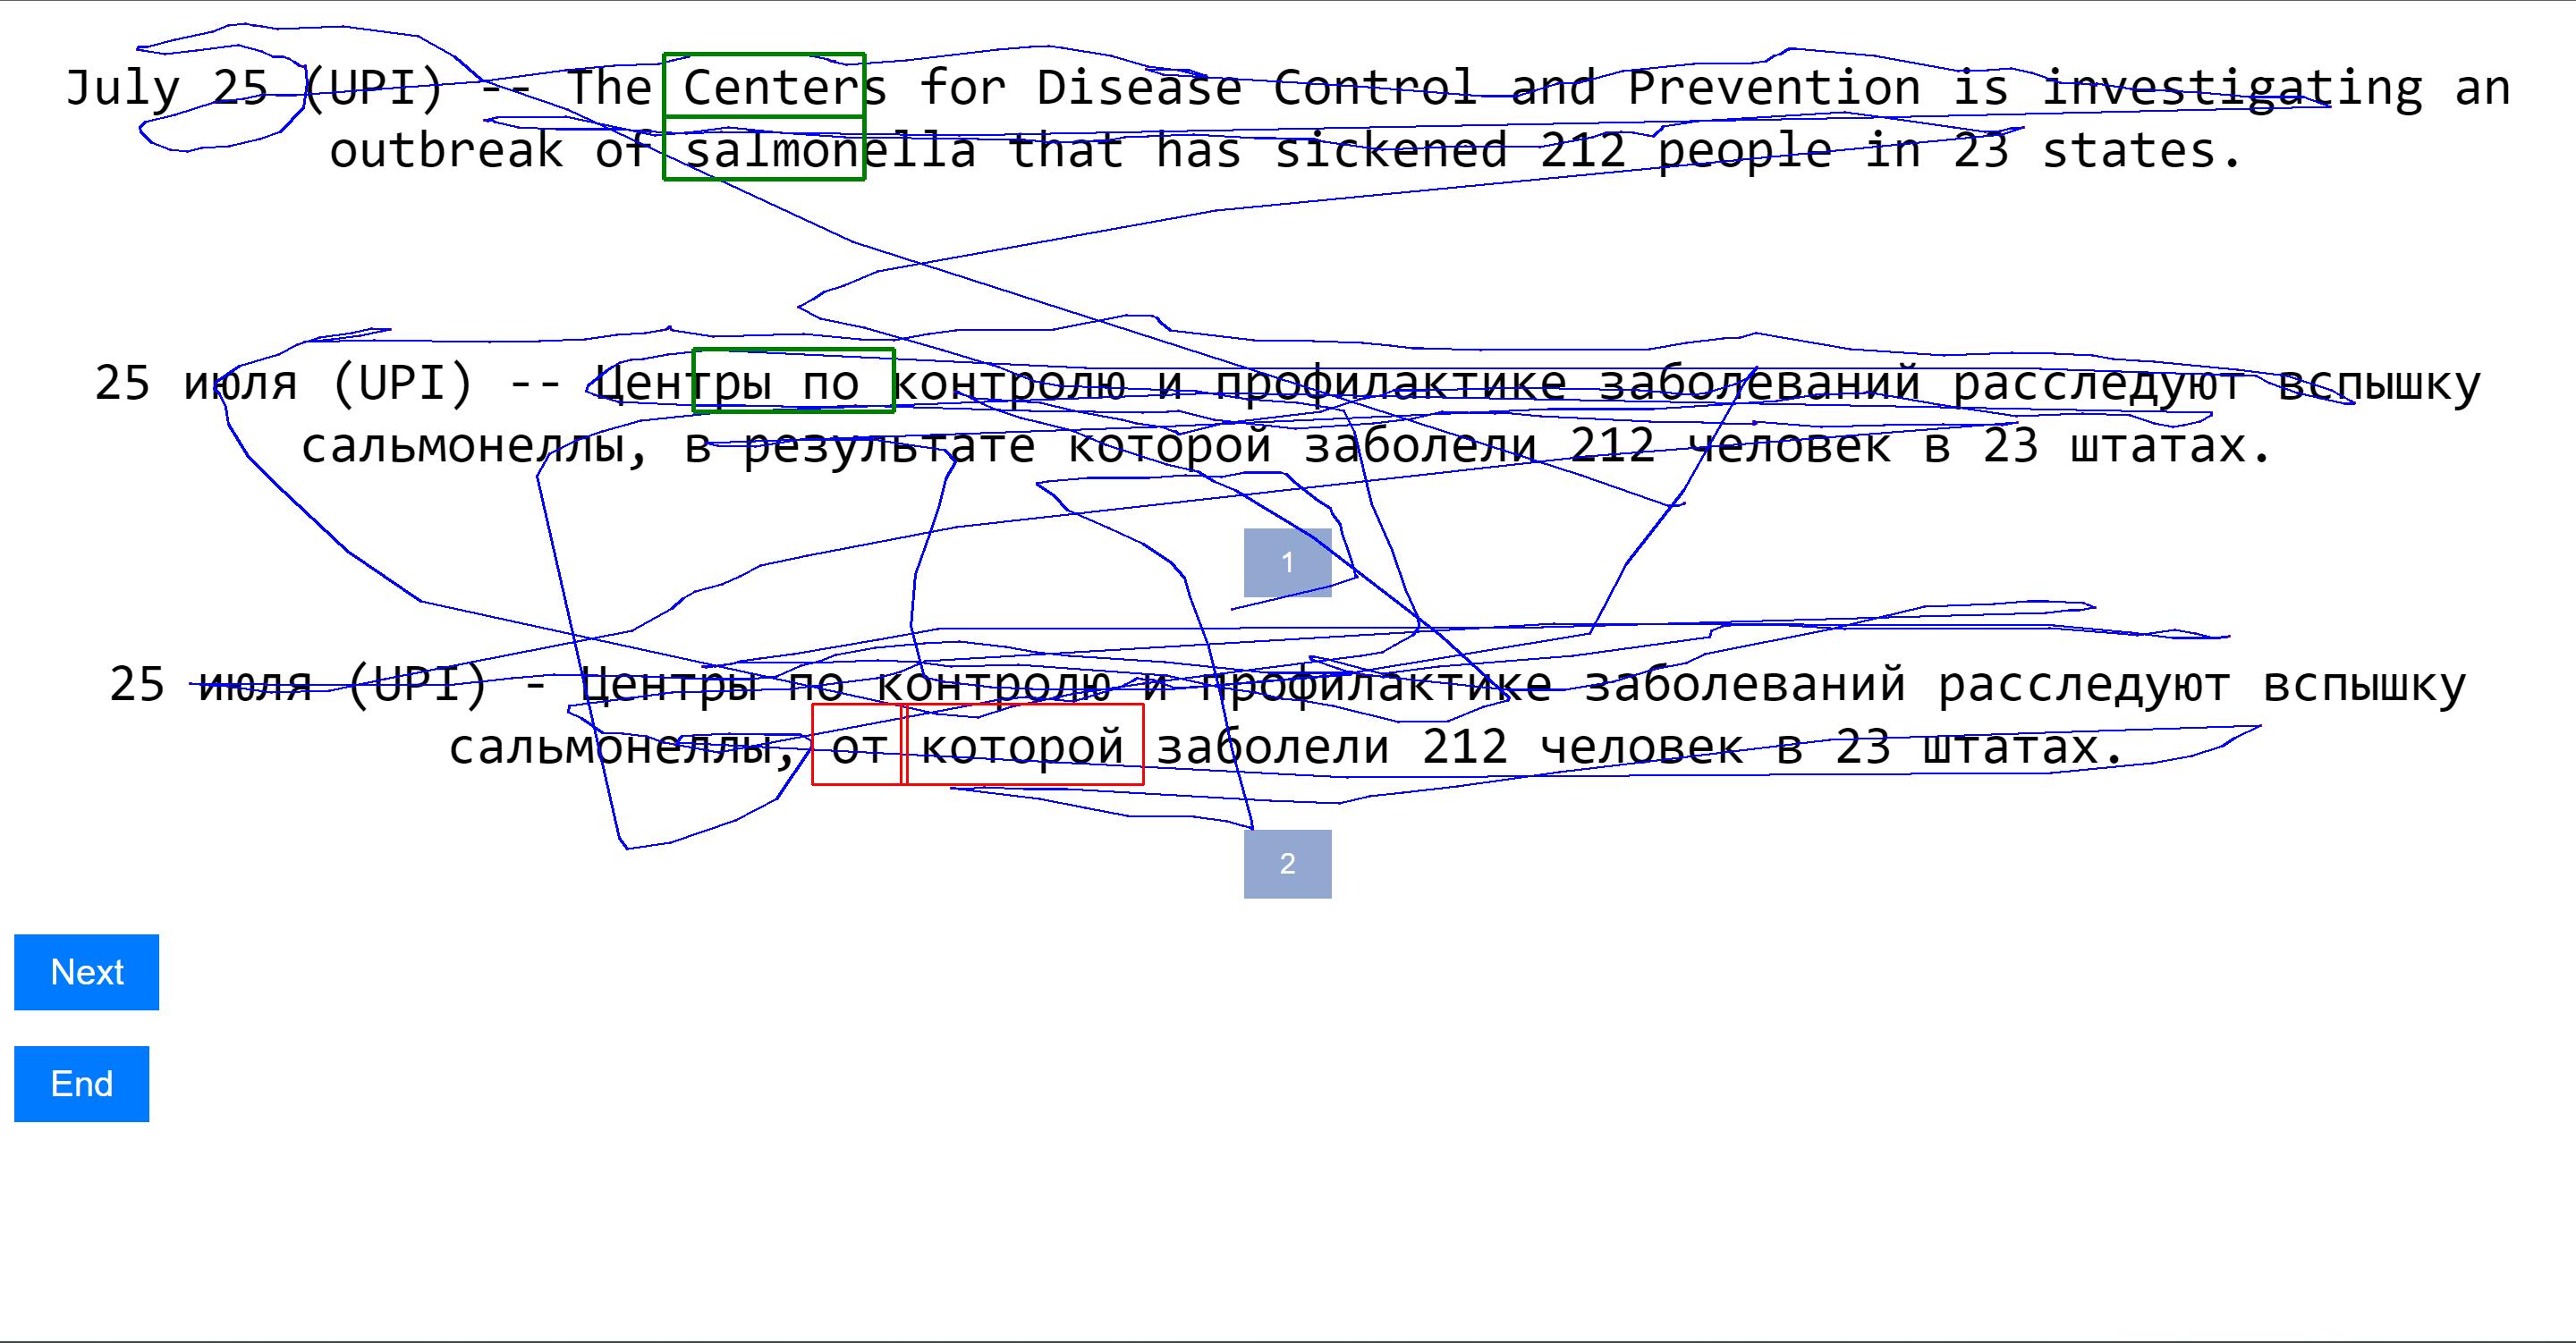 July 25 (UPI) -- The Centers for Disease Control and Prevention is investigating an
outbreak of salmonella that has sickened 212 people in 23 states.
25 июля (UPI) -- Центры по контролю и профилактике заболеваний расследуют вспышку
сальмонеллы, в результате которой заболели 212 человек в 23 штатах.
1
25 июля (UPI) - Центры по контролю и профилактике заболеваний расследуют вспышку
сальмонеллы, от которой заболели 212 человек в 23 штатах.
2
Next
End